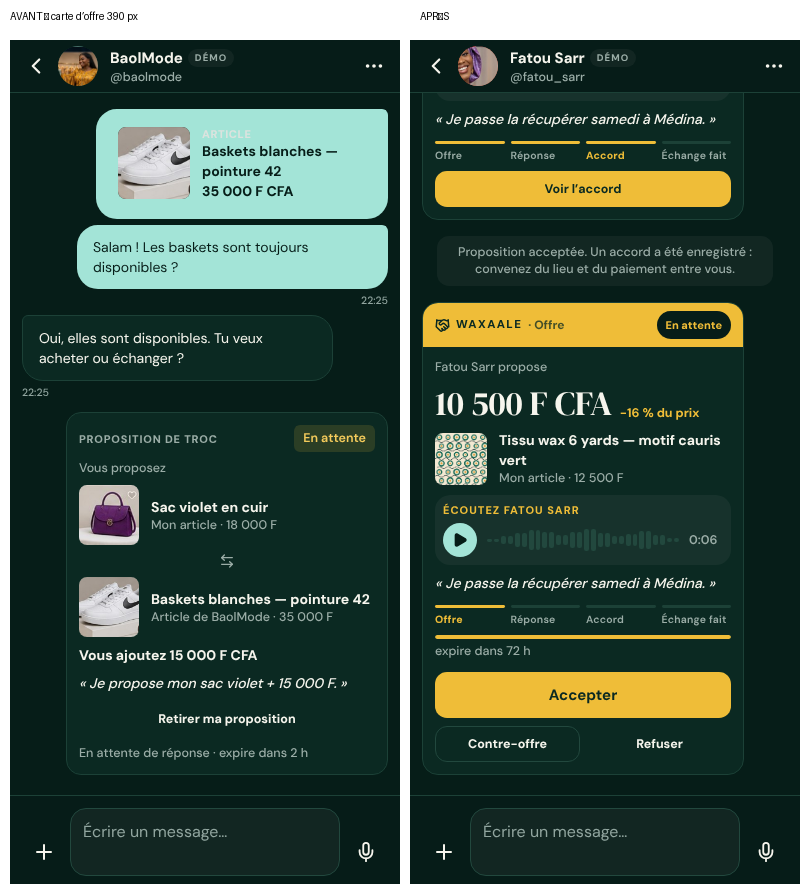 AVANT carte d'offre 390 px
BaolMode DÉMO
@baolmode
ARTICLE
Baskets blanches —
pointure 42
35 000 F CFA
Salam ! Les baskets sont toujours
disponibles ?
22:25
Oui, elles sont disponibles. Tu veux
acheter ou échanger ?
22:25
PROPOSITION DE TROC
En attente
Vous proposez
Sac violet en cuir
Mon article · 18 000 F
Baskets blanches — pointure 42
Article de BaolMode · 35 000 F
Vous ajoutez 15 000 F CFA
« Je propose mon sac violet + 15 000 F. »
Retirer ma proposition
En attente de réponse · expire dans 2 h
Écrire un message...
APR S
Fatou Sarr DÉMO
@fatou_sarr
« Je passe la récupérer samedi à Médina. »
Offre Réponse Accord Échange fait
Voir l'accord
Proposition acceptée. Un accord a été enregistré :
convenez du lieu et du paiement entre vous.
WAXAALE · Offre
En attente
Fatou Sarr propose
10 500 F CFA -16 % du prix
Tissu wax 6 yards — motif cauris
vert
Mon article · 12 500 F
ÉCOUTEZ FATOU SARR
0:06
« Je passe la récupérer samedi à Médina. »
Offre Réponse Accord Échange fait
expire dans 72 h
Accepter
Contre-offre Refuser
Écrire un message...